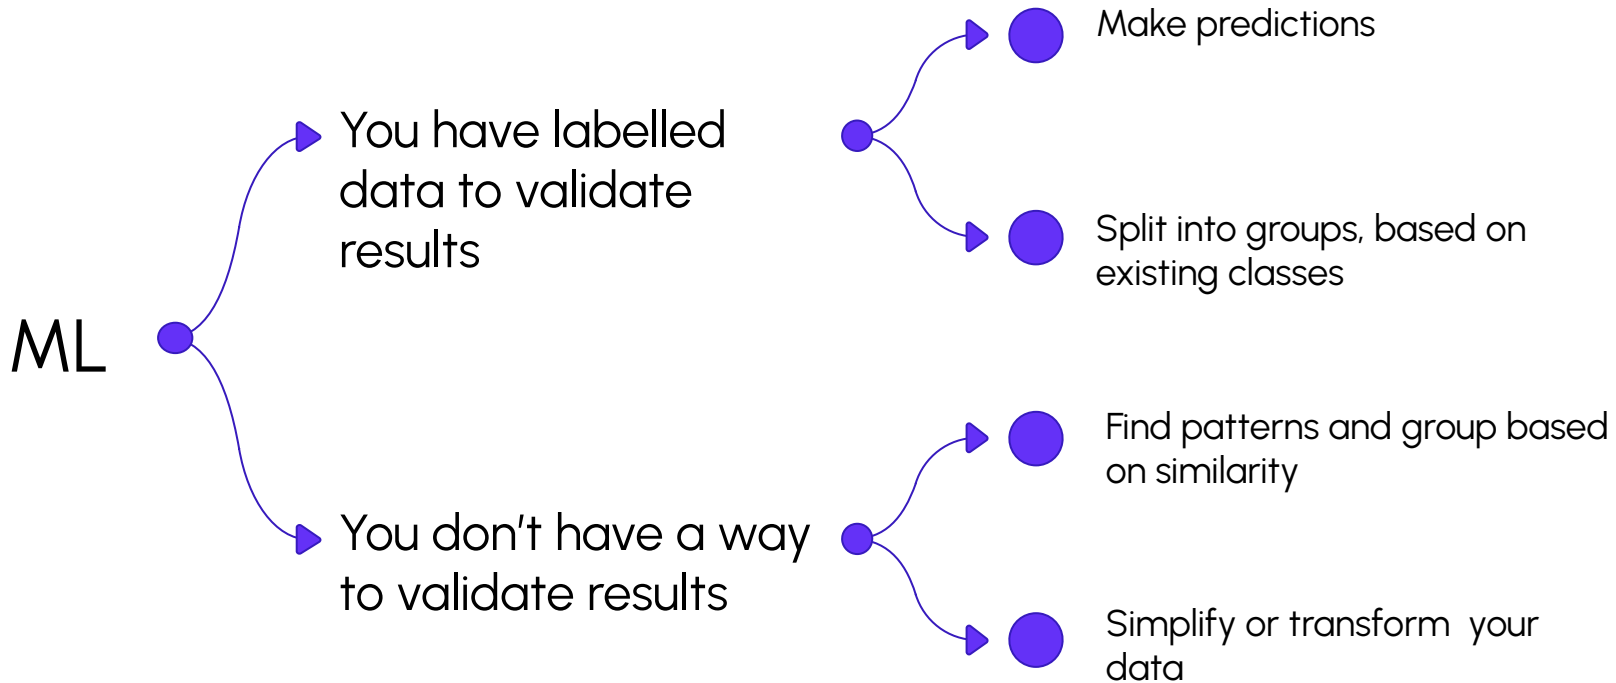 Make predictions
You have labelled
data to validate
results
Split into groups, based on
existing classes
ML
Find patterns and group based
on similarity
You don't have a way
to validate results
Simplify or transform  your
data